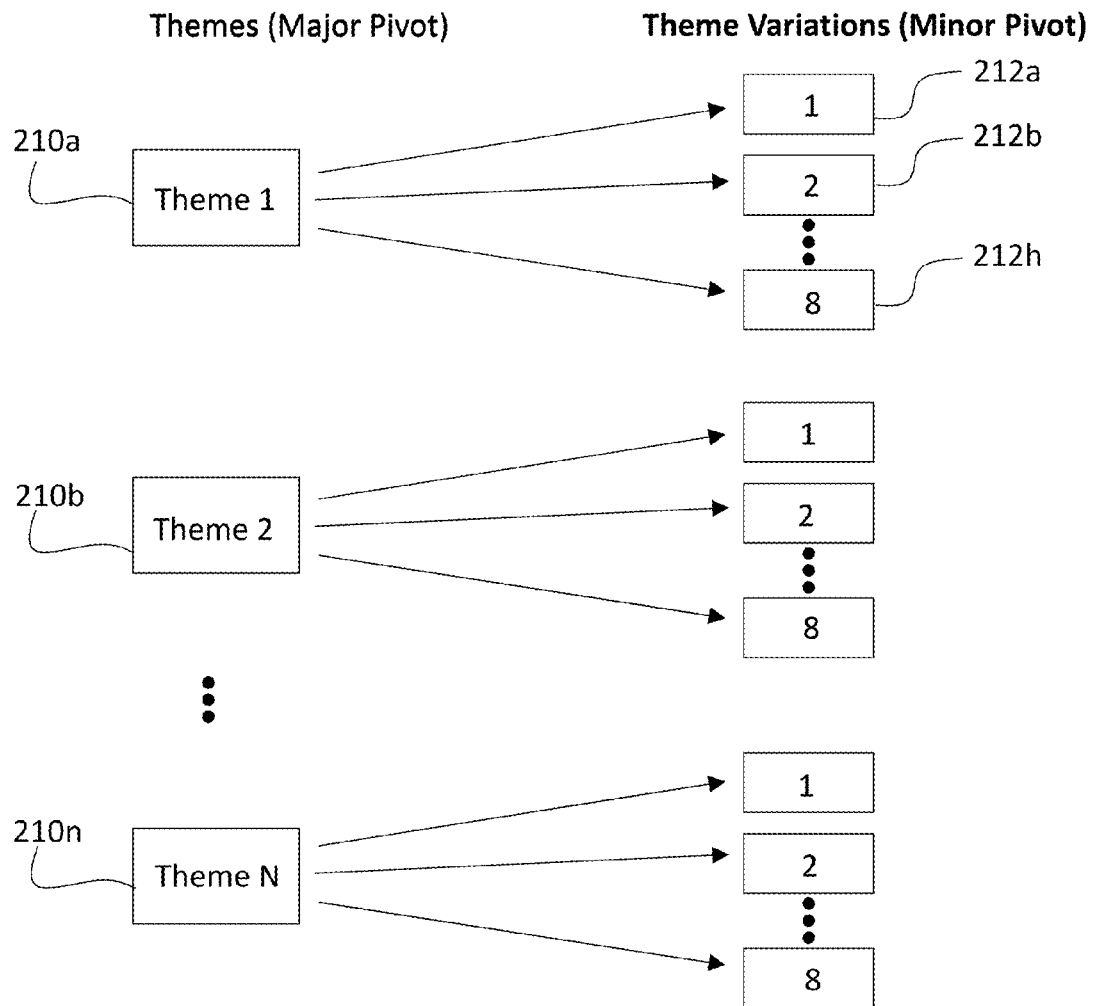 Themes (Major Pivot)
Theme Variations (Minor Pivot)
212a
1
210a
212b
2
Theme 1
212h
8
1
210b
2
Theme 2
8
1
210n
2
Theme N
8